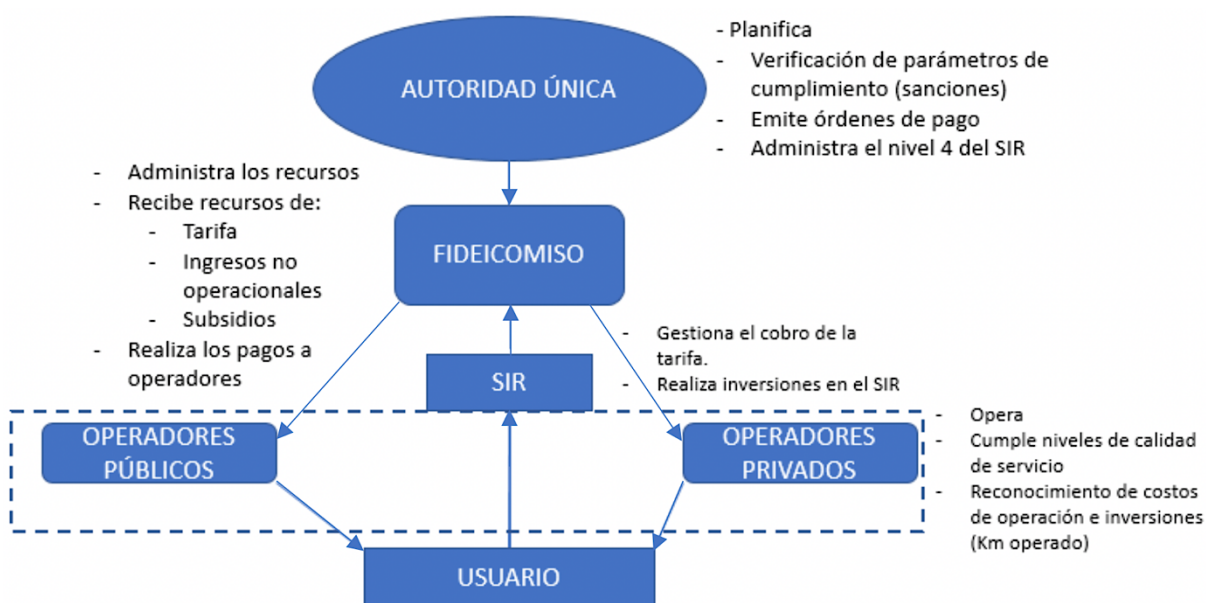 AUTORIDAD ÚNICA
- Planifica
- Verificación de parámetros de
cumplimiento (sanciones)
- Emite órdenes de pago
- Administra el nivel 4 del SIR
- Administra los recursos
- Recibe recursos de:
- Tarifa
- Ingresos no
operacionales
- Subsidios
- Realiza los pagos a
operadores
FIDEICOMISO
- Gestiona el cobro de la
tarifa.
- Realiza inversiones en el SIR
SIR
OPERADORES
PÚBLICOS
OPERADORES
PRIVADOS
- Opera
- Cumple niveles de calidad
de servicio
- Reconocimiento de costos
de operación e inversiones
(Km operado)
USUARIO